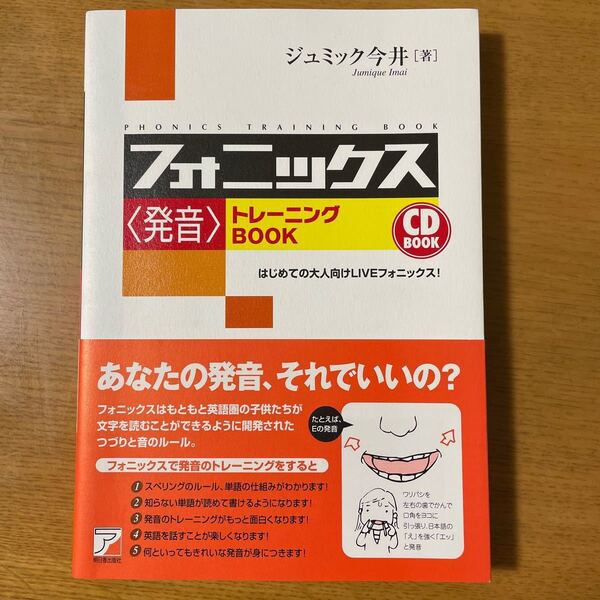 ジュミック今井[著]
Jumique Imai
PHONICS TRAINING BOOK
フォニックス
〈発音〉
トレーニング
BOOK
CD
BOOK
はじめての大人向けLIVEフォニックス!
あなたの発音、それでいいの?
フォニックスはもともと英語圏の子供たちが
文字を読むことができるように開発された
つづりと音のルール。
たとえば、
Eの発音
フォニックスで発音のトレーニングをすると
1 スペリングのルール、単語の仕組みがわかります!
2 知らない単語が読めて書けるようになります!
3 発音のトレーニングがもっと面白くなります!
4 英語を話すことが楽しくなります!
5 何といってもきれいな発音が身につきます!
ワリバシを
左右の歯でかんで
口角をヨコに
引っ張り、日本語の
「え」を強く「エッ」
と発音
ア
明日香出版社